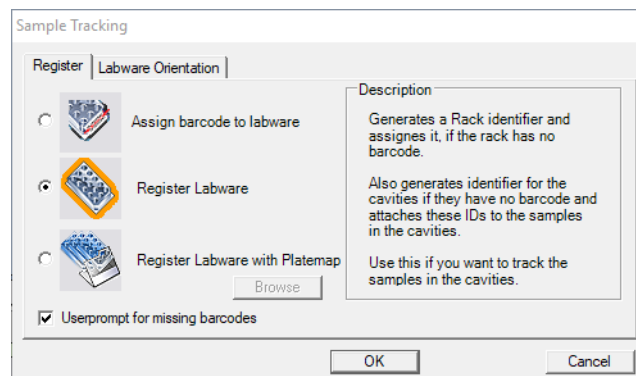 Sample Tracking
Register
Labware Orientation
Assign barcode to labware
Register Labware
Register Labware with Platemap
Browse
Userprompt for missing barcodes
Description
Generates a Rack identifier and
assignes it, if the rack has no
barcode.
Also generates identifier for the
cavities if they have no barcode and
attaches these IDs to the samples
in the cavities.
Use this if you want to track the
samples in the cavities.
OK
Cancel